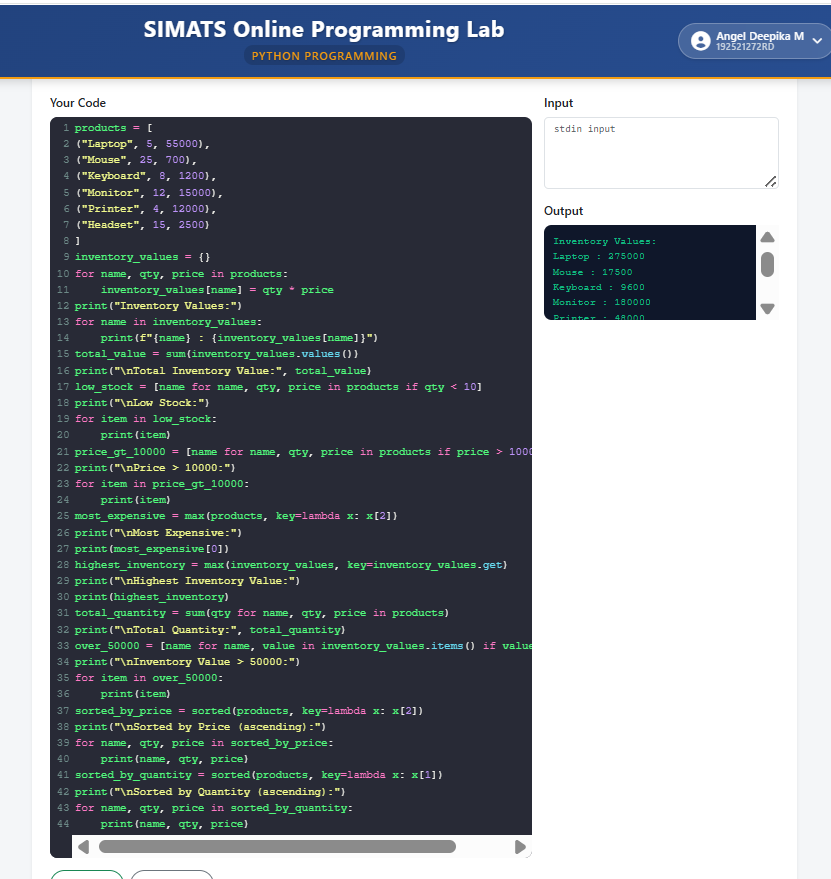 SIMATS Online Programming Lab
PYTHON PROGRAMMING
Angel Deepika M
192521272RD
Your Code
1 products = [
2 ("Laptop", 5, 55000),
3 ("Mouse", 25, 700),
4 ("Keyboard", 8, 1200),
5 ("Monitor", 12, 15000),
6 ("Printer", 4, 12000),
7 ("Headset", 15, 2500)
8 ]
9 inventory_values = {}
10 for name, qty, price in products:
11     inventory_values[name] = qty * price
12 print("Inventory Values:")
13 for name in inventory_values:
14     print(f"{name} : {inventory_values[name]}")
15 total_value = sum(inventory_values.values())
16 print("\nTotal Inventory Value:", total_value)
17 low_stock = [name for name, qty, price in products if qty < 10]
18 print("\nLow Stock:")
19 for item in low_stock:
20     print(item)
21 price_gt_10000 = [name for name, qty, price in products if price > 1000
22 print("\nPrice > 10000:")
23 for item in price_gt_10000:
24     print(item)
25 most_expensive = max(products, key=lambda x: x[2])
26 print("\nMost Expensive:")
27 print(most_expensive[0])
28 highest_inventory = max(inventory_values, key=inventory_values.get)
29 print("\nHighest Inventory Value:")
30 print(highest_inventory)
31 total_quantity = sum(qty for name, qty, price in products)
32 print("\nTotal Quantity:", total_quantity)
33 over_50000 = [name for name, value in inventory_values.items() if value
34 print("\nInventory Value > 50000:")
35 for item in over_50000:
36     print(item)
37 sorted_by_price = sorted(products, key=lambda x: x[2])
38 print("\nSorted by Price (ascending):")
39 for name, qty, price in sorted_by_price:
40     print(name, qty, price)
41 sorted_by_quantity = sorted(products, key=lambda x: x[1])
42 print("\nSorted by Quantity (ascending):")
43 for name, qty, price in sorted_by_quantity:
44     print(name, qty, price)
Input
stdin input
Output
Inventory Values:
Laptop : 275000
Mouse : 17500
Keyboard : 9600
Monitor : 180000
Printer : 48000